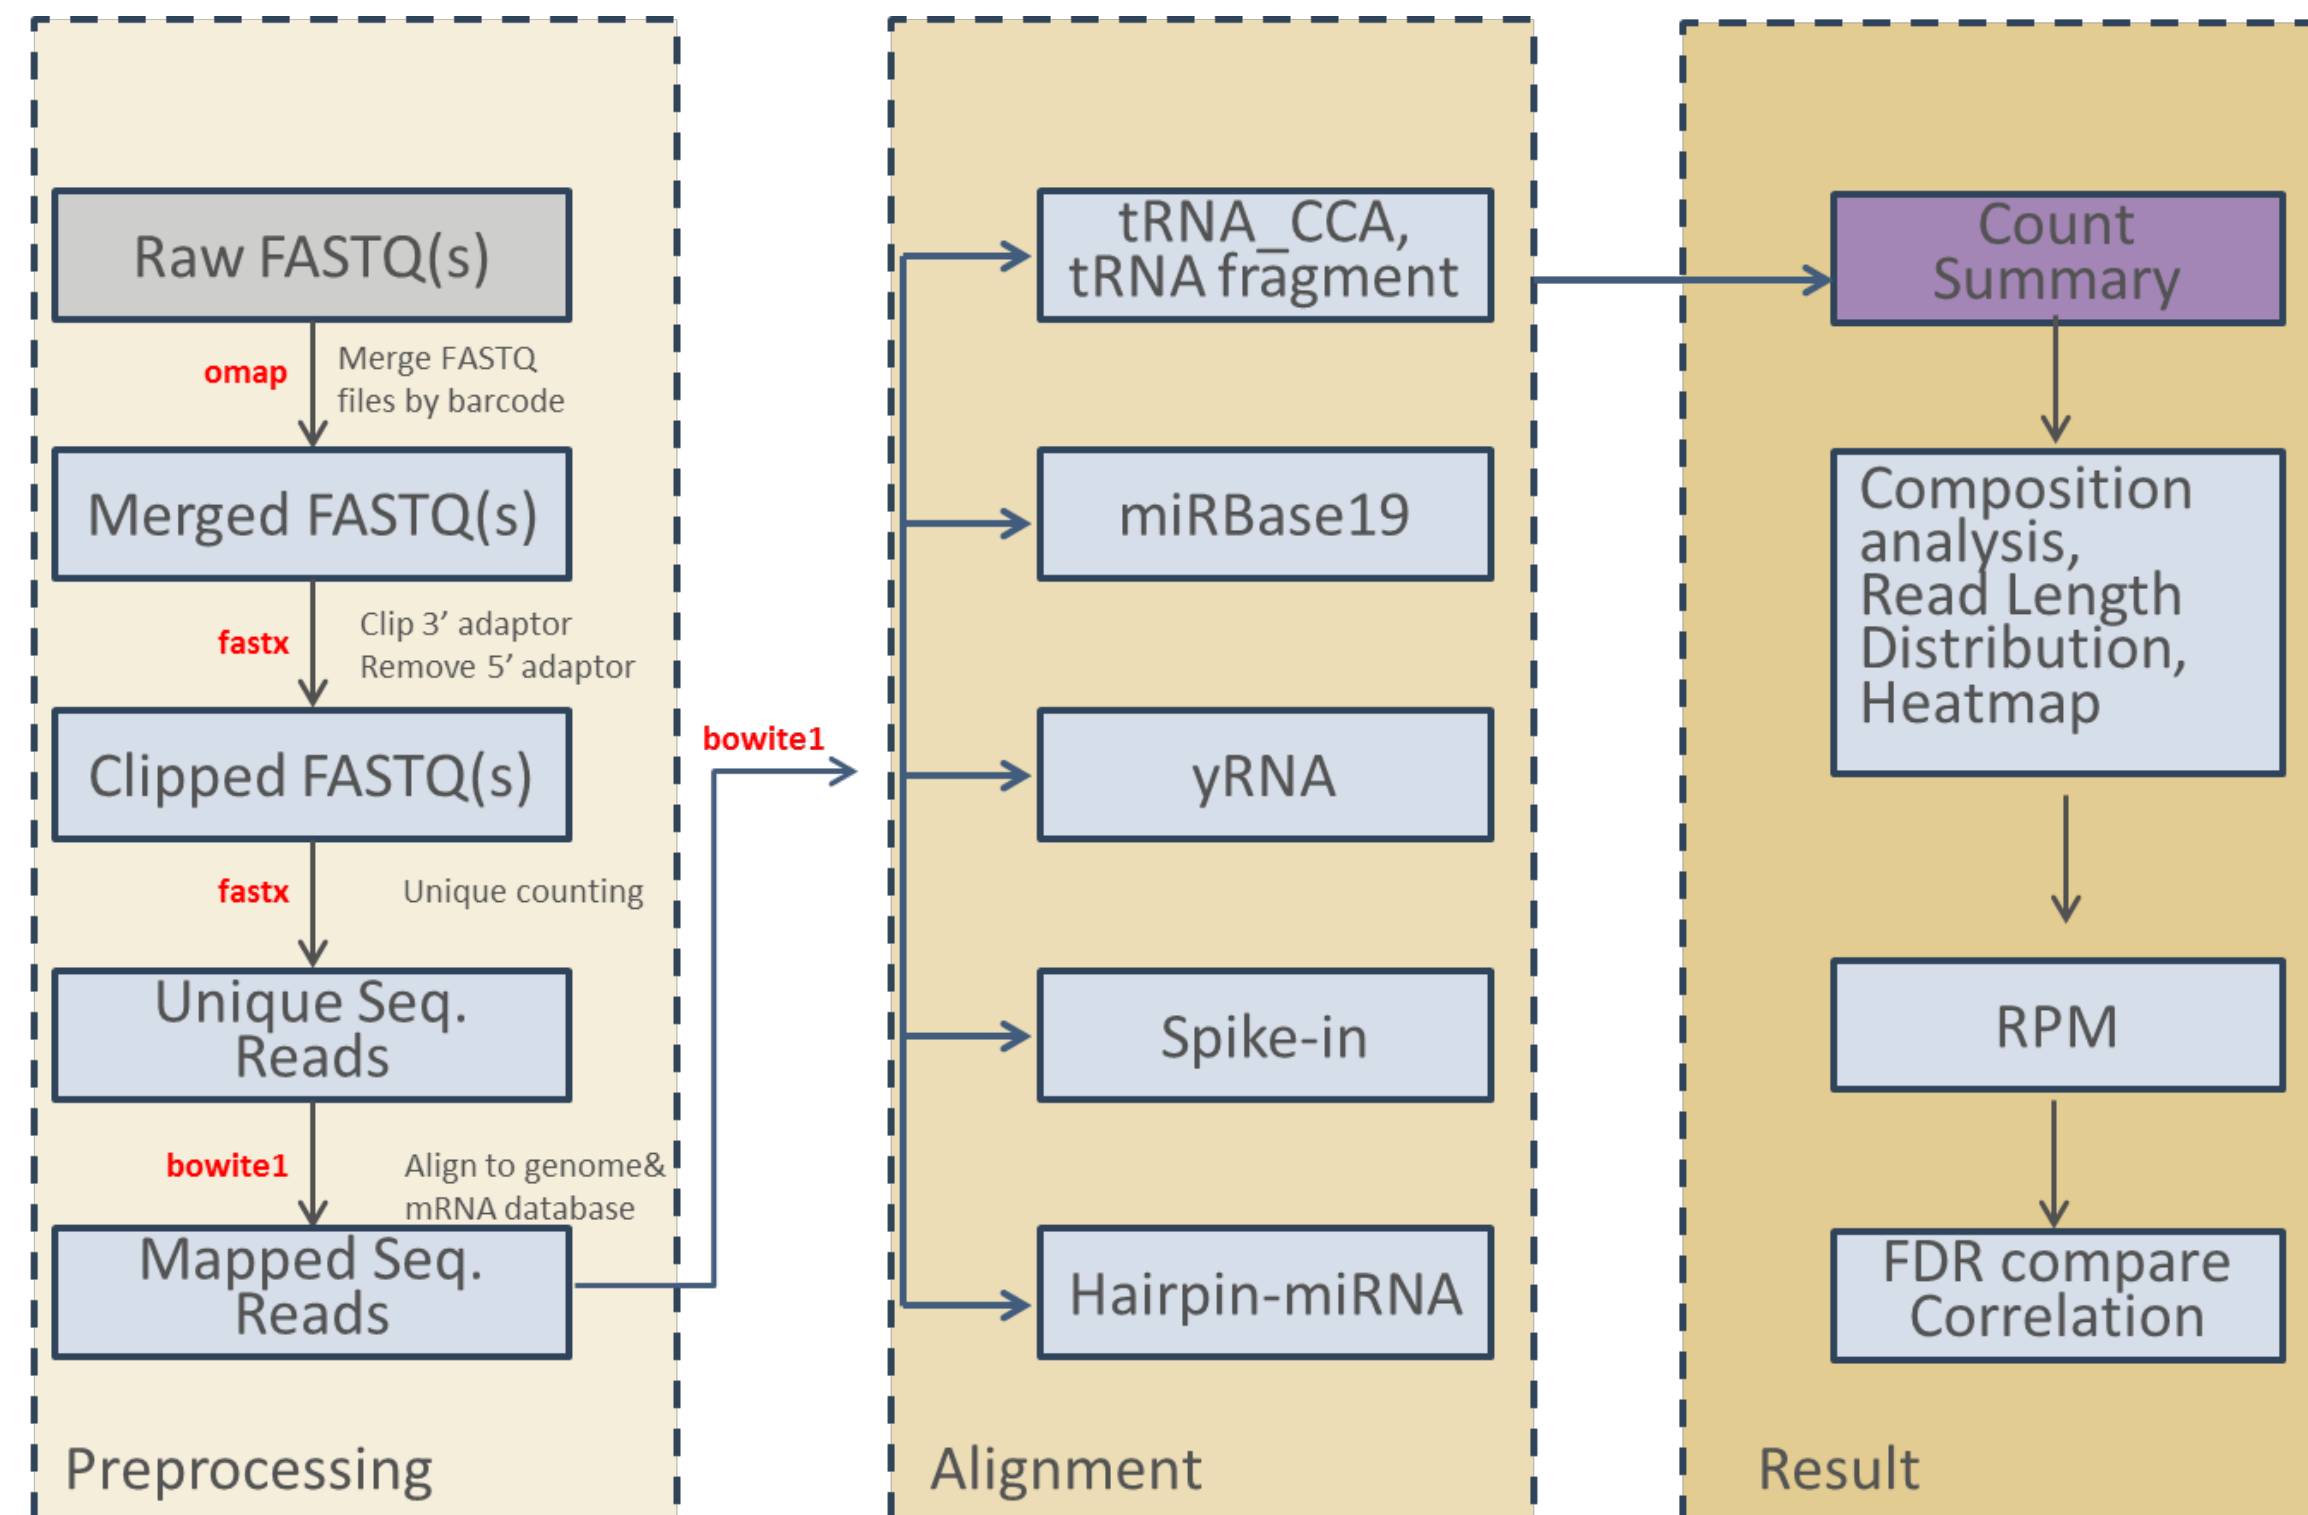 Raw FASTQ(s)
omap
Merge FASTQ
files by barcode
Merged FASTQ(s)
fastx
Clip 3’ adaptor
Remove 5’ adaptor
Clipped FASTQ(s)
fastx
Unique counting
Unique Seq.
Reads
bowite1
Align to genome&
mRNA database
Mapped Seq.
Reads
Preprocessing
bowite1
tRNA_CCA,
tRNA fragment
miRBase19
yRNA
Spike-in
Hairpin-miRNA
Alignment
Count
Summary
Composition
analysis,
Read Length
Distribution,
Heatmap
RPM
FDR compare
Correlation
Result